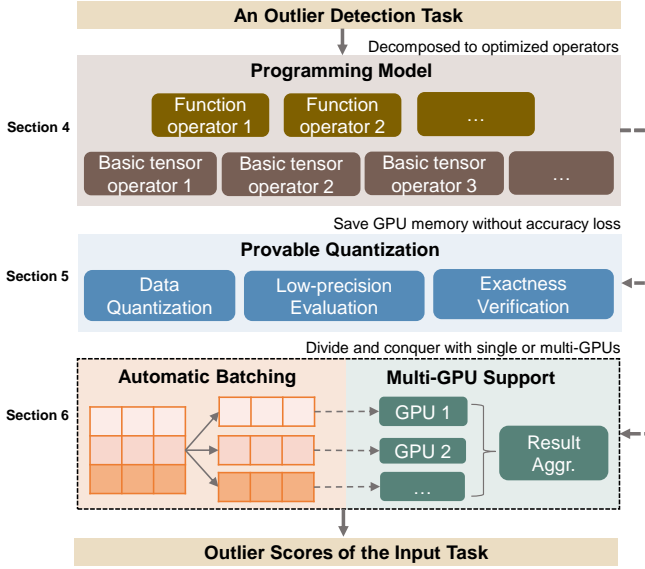 An Outlier Detection Task
Decomposed to optimized operators
Programming Model
Section 4
Function
operator 1
Function
operator 2
...
Basic tensor
operator 1
Basic tensor
operator 2
Basic tensor
operator 3
...
Save GPU memory without accuracy loss
Provable Quantization
Section 5
Data
Quantization
Low-precision
Evaluation
Exactness
Verification
Divide and conquer with single or multi-GPUs
Automatic Batching
Multi-GPU Support
Section 6
GPU 1
GPU 2
...
Result
Aggr.
Outlier Scores of the Input Task